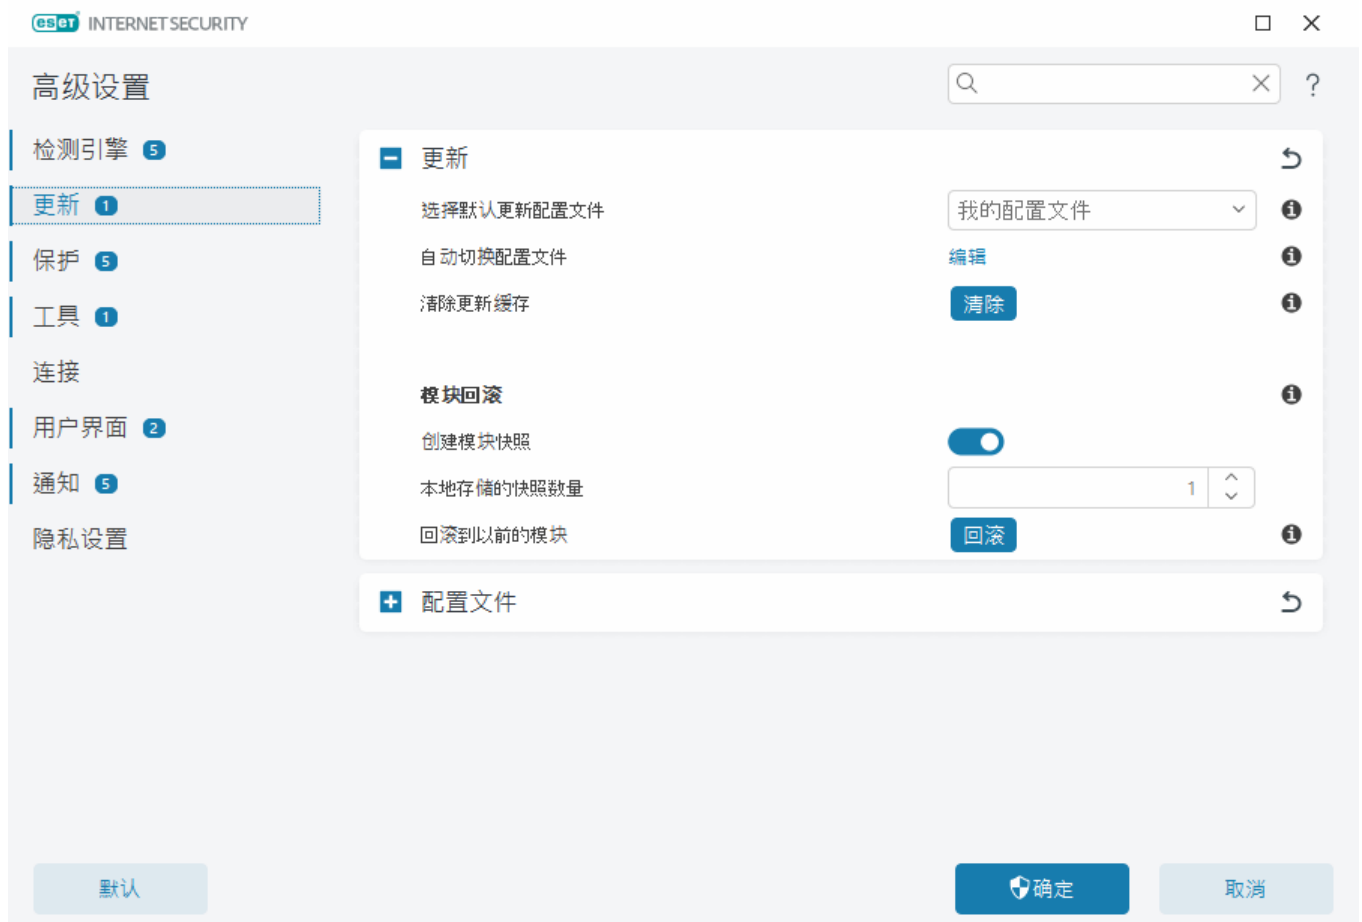 eset INTERNET SECURITY
高级设置
?
检测引擎 5
更新 1
保护 5
工具 1
连接
用户界面 2
通知 5
隐私设置
更新
选择默认更新配置文件 我的配置文件
自动切换配置文件 编辑
清除更新缓存 清除
模块回滚
创建模块快照
本地存储的快照数量 1
回滚到以前的模块 回滚
配置文件
默认 确定 取消